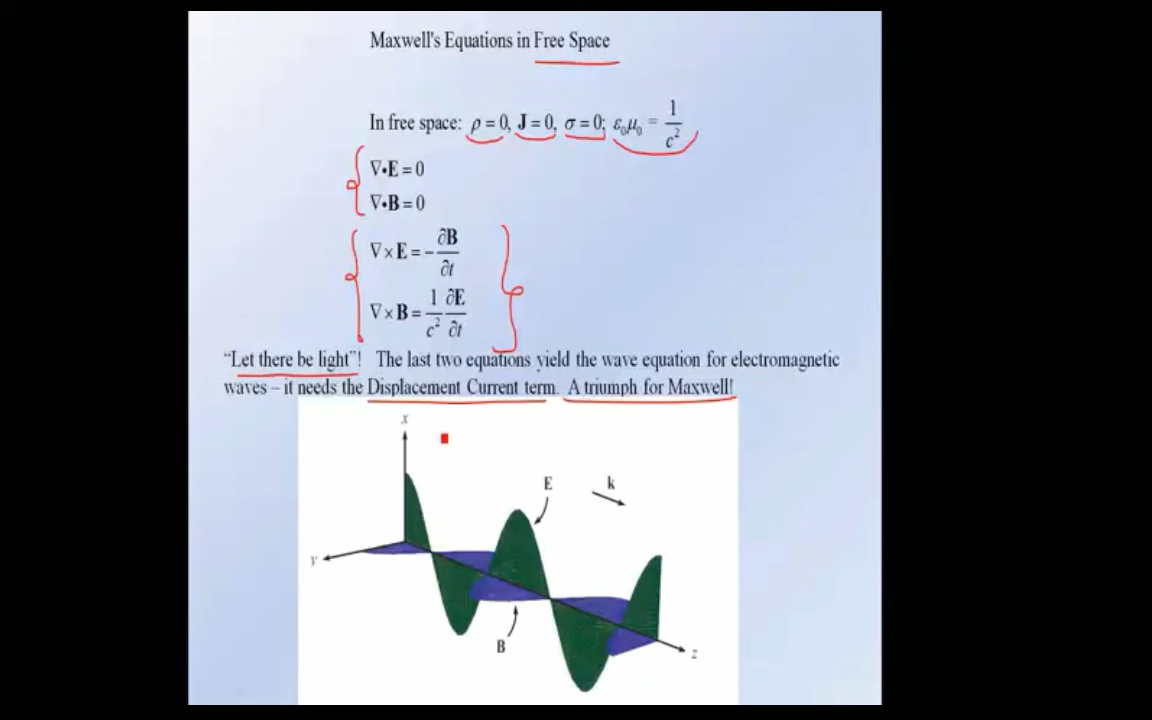 Maxwell's Equations in Free Space
In free space: ρ = 0, J = 0, σ = 0; ε₀μ₀ = 1/c²
∇•E = 0
∇•B = 0
∇×E = -∂B/∂t
∇×B = 1/c² ∂E/∂t
“Let there be light”! The last two equations yield the wave equation for electromagnetic
waves – it needs the Displacement Current term. A triumph for Maxwell!
x
E
k
y
B
z